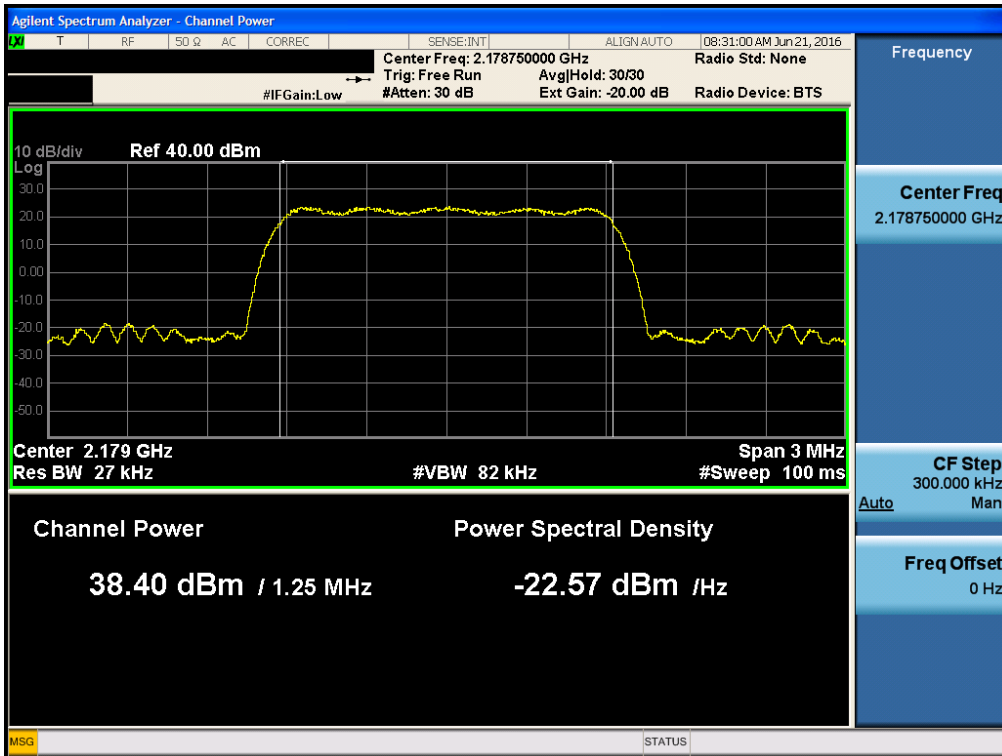 Agilent Spectrum Analyzer - Channel Power
LXI T RF 50 Ω AC CORREC SENSE:INT ALIGN AUTO 08:31:00 AM Jun 21, 2016
Center Freq: 2.178750000 GHz Radio Std: None
Trig: Free Run Avg|Hold: 30/30
#IFGain:Low #Atten: 30 dB Ext Gain: -20.00 dB Radio Device: BTS
10 dB/div Ref 40.00 dBm
Log
30.0
20.0
10.0
0.00
-10.0
-20.0
-30.0
-40.0
-50.0
Center 2.179 GHz Span 3 MHz
Res BW 27 kHz #VBW 82 kHz #Sweep 100 ms
Channel Power Power Spectral Density
38.40 dBm / 1.25 MHz -22.57 dBm /Hz
Frequency
Center Freq
2.178750000 GHz
CF Step
300.000 kHz
Auto Man
Freq Offset
0 Hz
MSG STATUS